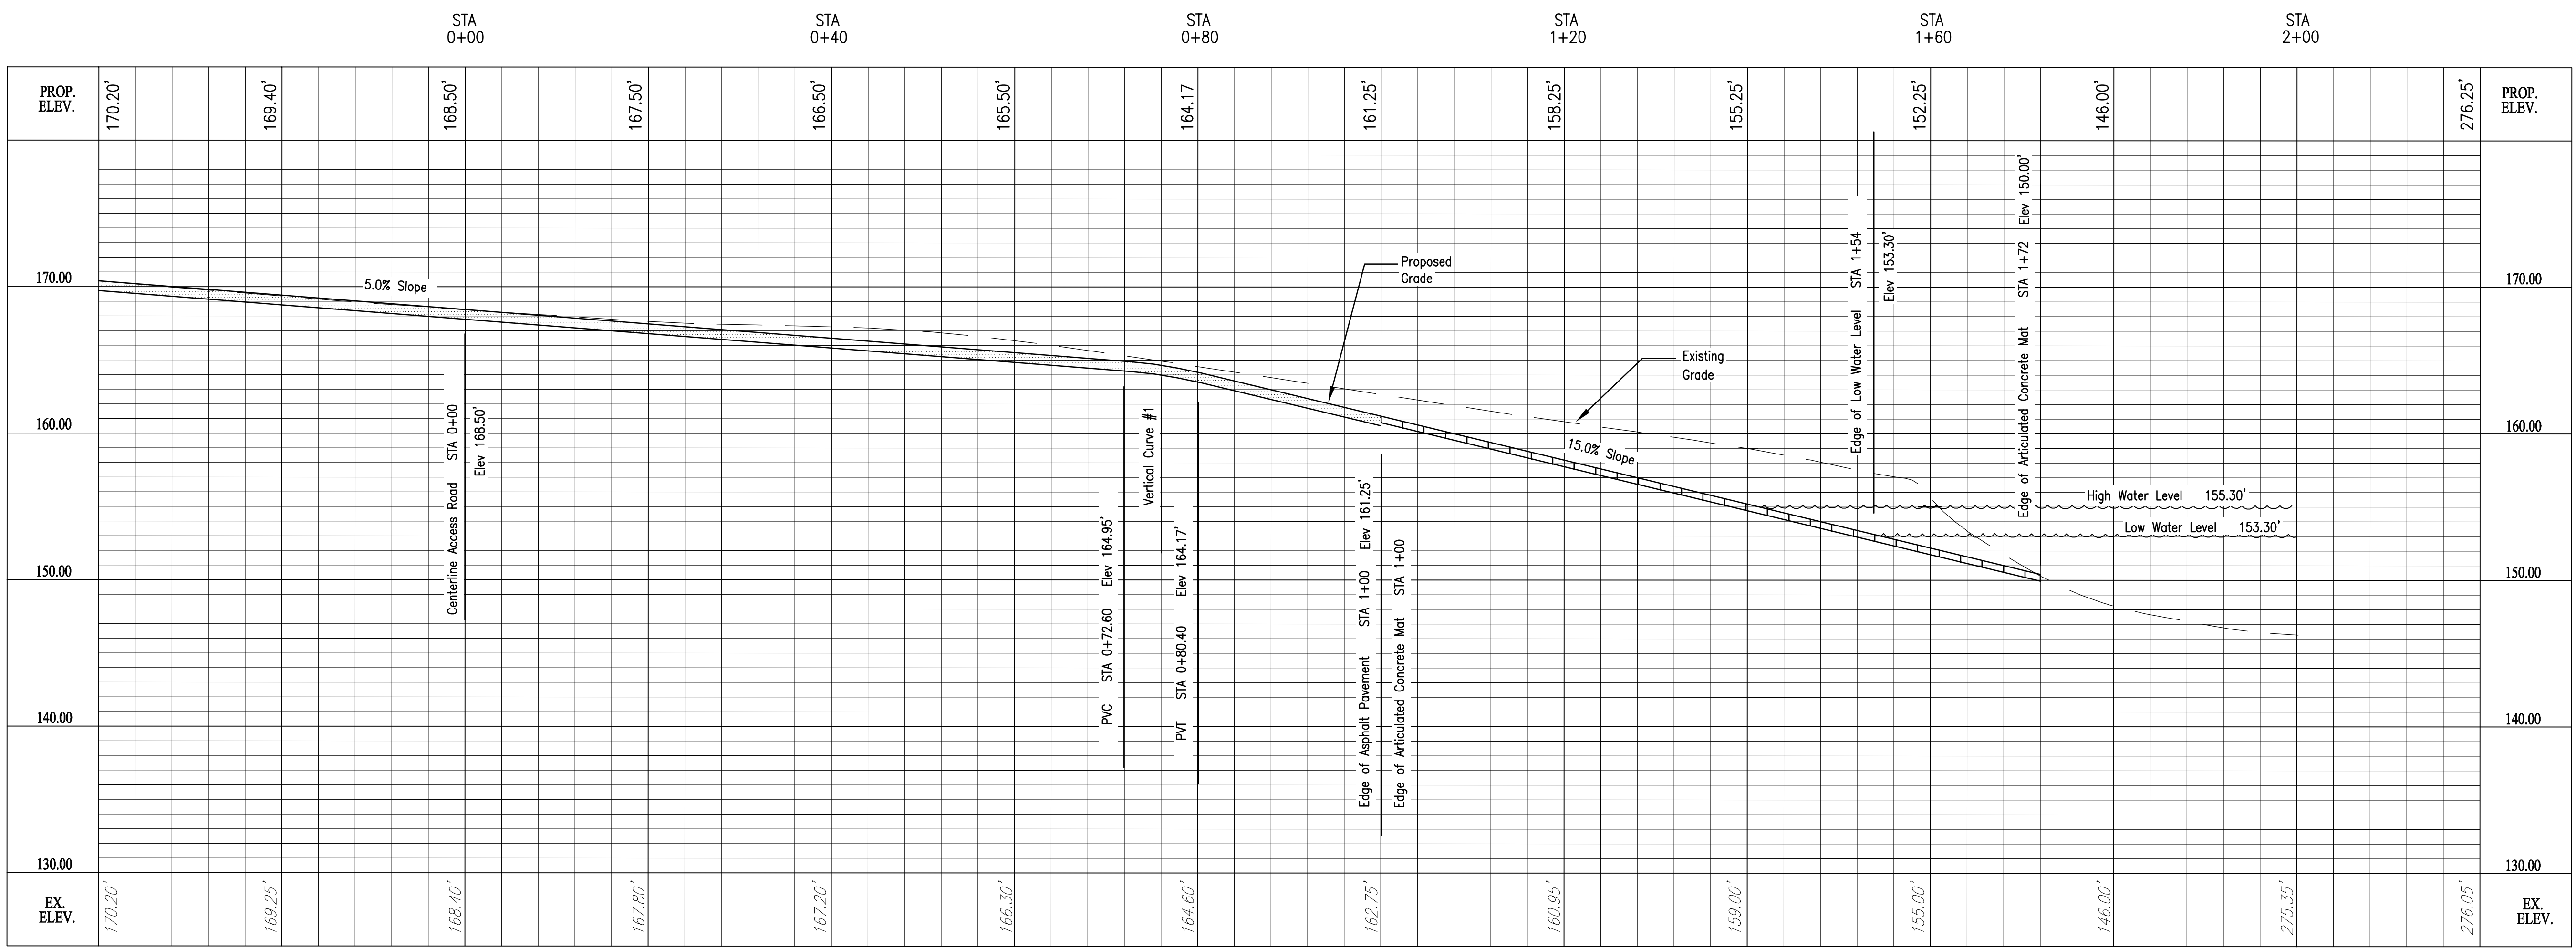 STA
0+00
STA
0+40
STA
0+80
STA
1+20
STA
1+60
STA
2+00
PROP.
ELEV.
170.20'
169.40'
168.50'
167.50'
166.50'
165.50'
164.17
161.25'
158.25'
155.25'
152.25'
146.00'
276.25'
PROP.
ELEV.
170.00
160.00
150.00
140.00
130.00
5.0% Slope
Centerline Access Road STA 0+00
Elev 168.50'
PVC STA 0+72.60 Elev 164.95'
Vertical Curve #1
PVT STA 0+80.40 Elev 164.17'
Edge of Asphalt Pavement STA 1+00 Elev 161.25'
Edge of Articulated Concrete Mat STA 1+00
Proposed
Grade
Existing
Grade
15.0% Slope
Edge of Low Water Level STA 1+54
Elev 153.30'
Edge of Articulated Concrete Mat STA 1+72 Elev 150.00'
High Water Level 155.30'
Low Water Level 153.30'
170.00
160.00
150.00
140.00
130.00
EX.
ELEV.
170.20'
169.25'
168.40'
167.80'
167.20'
166.30'
164.60'
162.75'
160.95'
159.00'
155.00'
146.00'
275.35'
276.05'
EX.
ELEV.